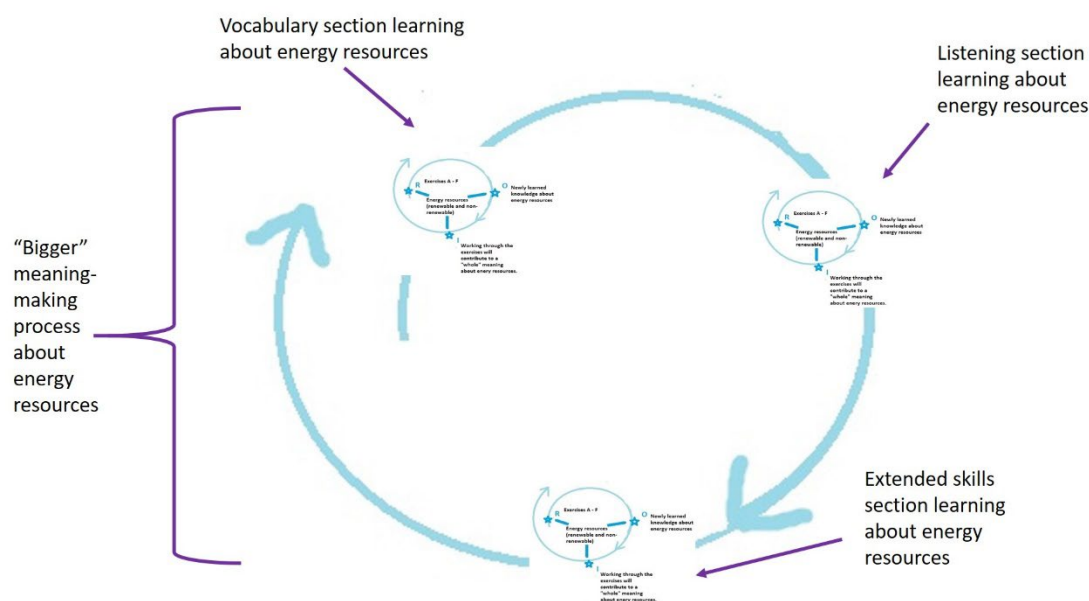 Vocabulary section learning
about energy resources
Listening section
learning about
energy resources
“Bigger”
meaning-
making
process
about
energy
resources
R
Exercises A - F
O
Newly learned
knowledge about
energy resources
Energy resources
(renewable and non-
renewable)
I
Working through the
exercises will
contribute to a
"whole" meaning
about enery resources.
R
Exercises A - F
O
Newly learned
knowledge about
energy resources
Energy resources
(renewable and non-
renewable)
I
Working through the
exercises will
contribute to a
"whole" meaning
about enery resources.
R
Exercises A - F
O
Newly learned
knowledge about
energy resources
Energy resources
(renewable and non-
renewable)
I
Working through the
exercises will
contribute to a
"whole" meaning
about enery resources.
Extended skills
section learning
about energy
resources